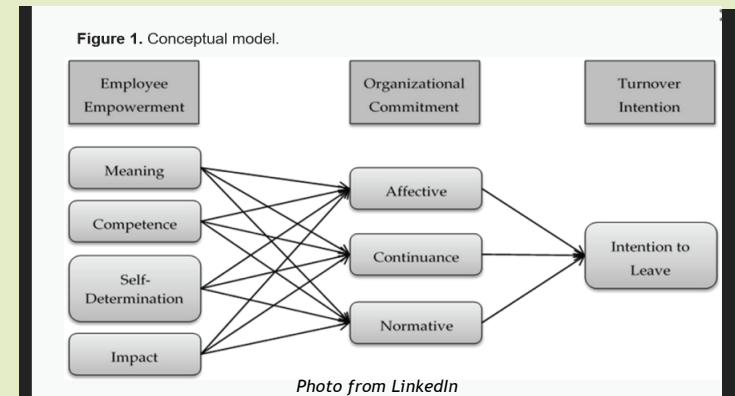 Figure 1. Conceptual model.
Employee
Empowerment
Organizational
Commitment
Turnover
Intention
Meaning
Competence
Self-
Determination
Impact
Affective
Continuance
Normative
Intention to
Leave
Photo from LinkedIn